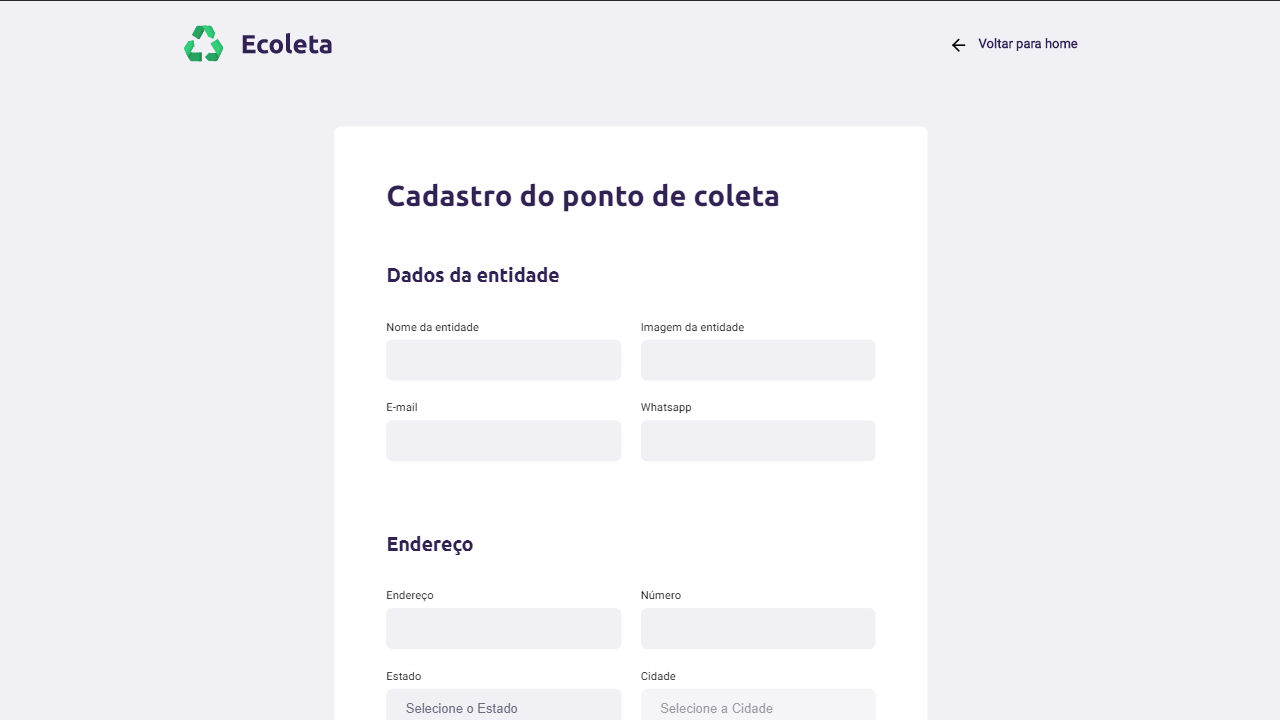 Ecoleta
Voltar para home
Cadastro do ponto de coleta
Dados da entidade
Nome da entidade
Imagem da entidade
E-mail
Whatsapp
Endereço
Endereço
Número
Estado
Cidade
Selecione o Estado
Selecione a Cidade